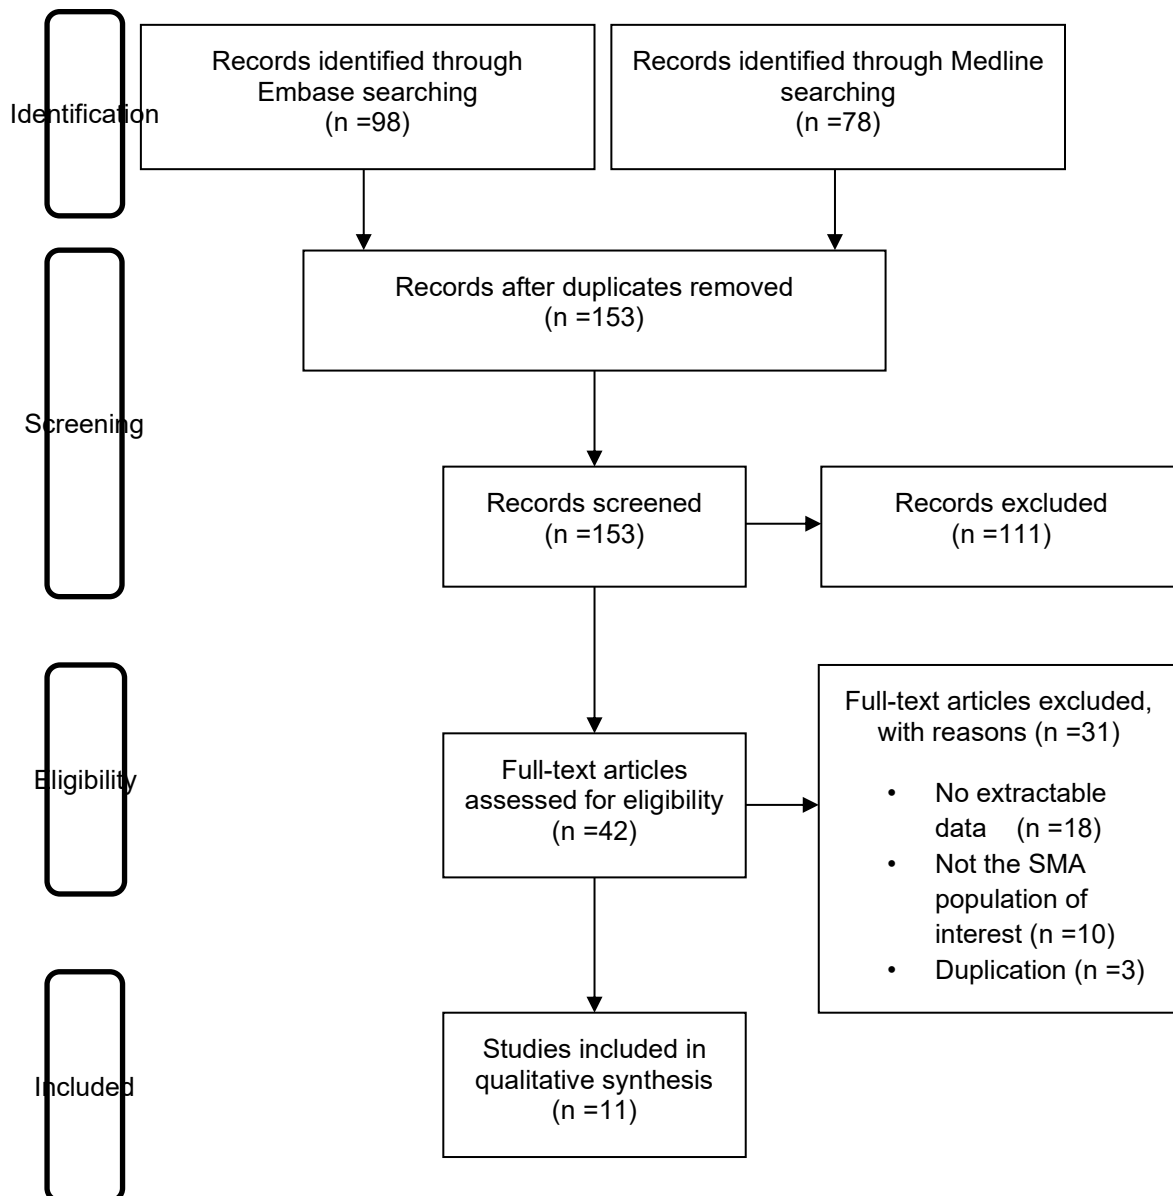 Identification
Records identified through
Embase searching
(n =98)
Records identified through Medline
searching
(n =78)
Screening
Records after duplicates removed
(n =153)
Records screened
(n =153)
Records excluded
(n =111)
Eligibility
Full-text articles
assessed for eligibility
(n =42)
Full-text articles excluded,
with reasons (n =31)
• No extractable
data (n =18)
• Not the SMA
population of
interest (n =10)
• Duplication (n =3)
Included
Studies included in
qualitative synthesis
(n =11)